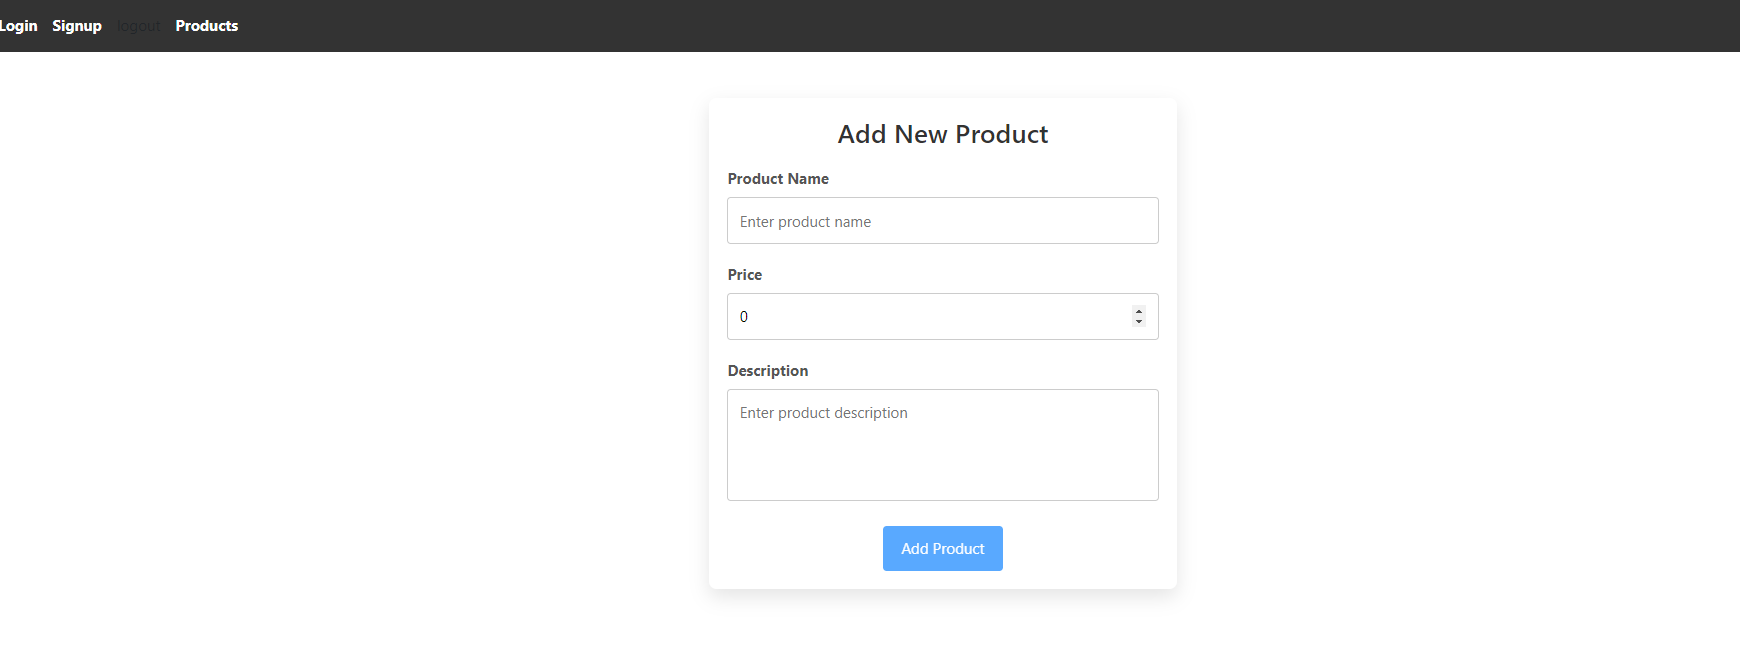 Login Signup logout Products
Add New Product
Product Name
Enter product name
Price
0
Description
Enter product description
Add Product